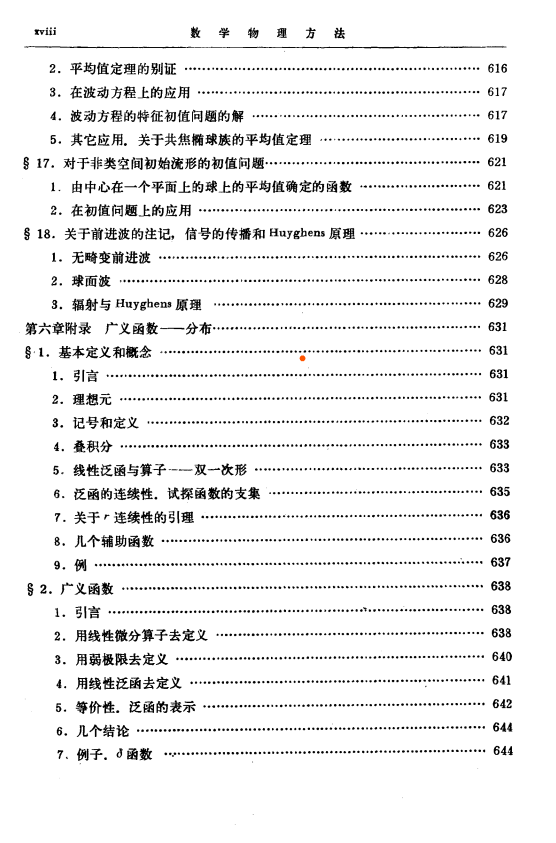 xviii 数学物理方法
2. 平均值定理的别证 …… 616
3. 在波动方程上的应用 …… 617
4. 波动方程的特征初值问题的解 …… 617
5. 其它应用. 关于共焦椭球族的平均值定理 …… 619
§ 17. 对于非类空间初始流形的初值问题 …… 621
1. 由中心在一个平面上的球上的平均值确定的函数 …… 621
2. 在初值问题上的应用 …… 623
§ 18. 关于前进波的注记, 信号的传播和 Huyghens 原理 …… 626
1. 无畸变前进波 …… 626
2. 球面波 …… 628
3. 辐射与 Huyghens 原理 …… 629
第六章附录 广义函数——分布 …… 631
§ 1. 基本定义和概念 …… 631
1. 引言 …… 631
2. 理想元 …… 631
3. 记号和定义 …… 632
4. 叠积分 …… 633
5. 线性泛函与算子——双一次形 …… 633
6. 泛函的连续性. 试探函数的支集 …… 635
7. 关于 r 连续性的引理 …… 636
8. 几个辅助函数 …… 636
9. 例 …… 637
§ 2. 广义函数 …… 638
1. 引言 …… 638
2. 用线性微分算子去定义 …… 638
3. 用弱极限去定义 …… 640
4. 用线性泛函去定义 …… 641
5. 等价性. 泛函的表示 …… 642
6. 几个结论 …… 644
7. 例子. δ 函数 …… 644